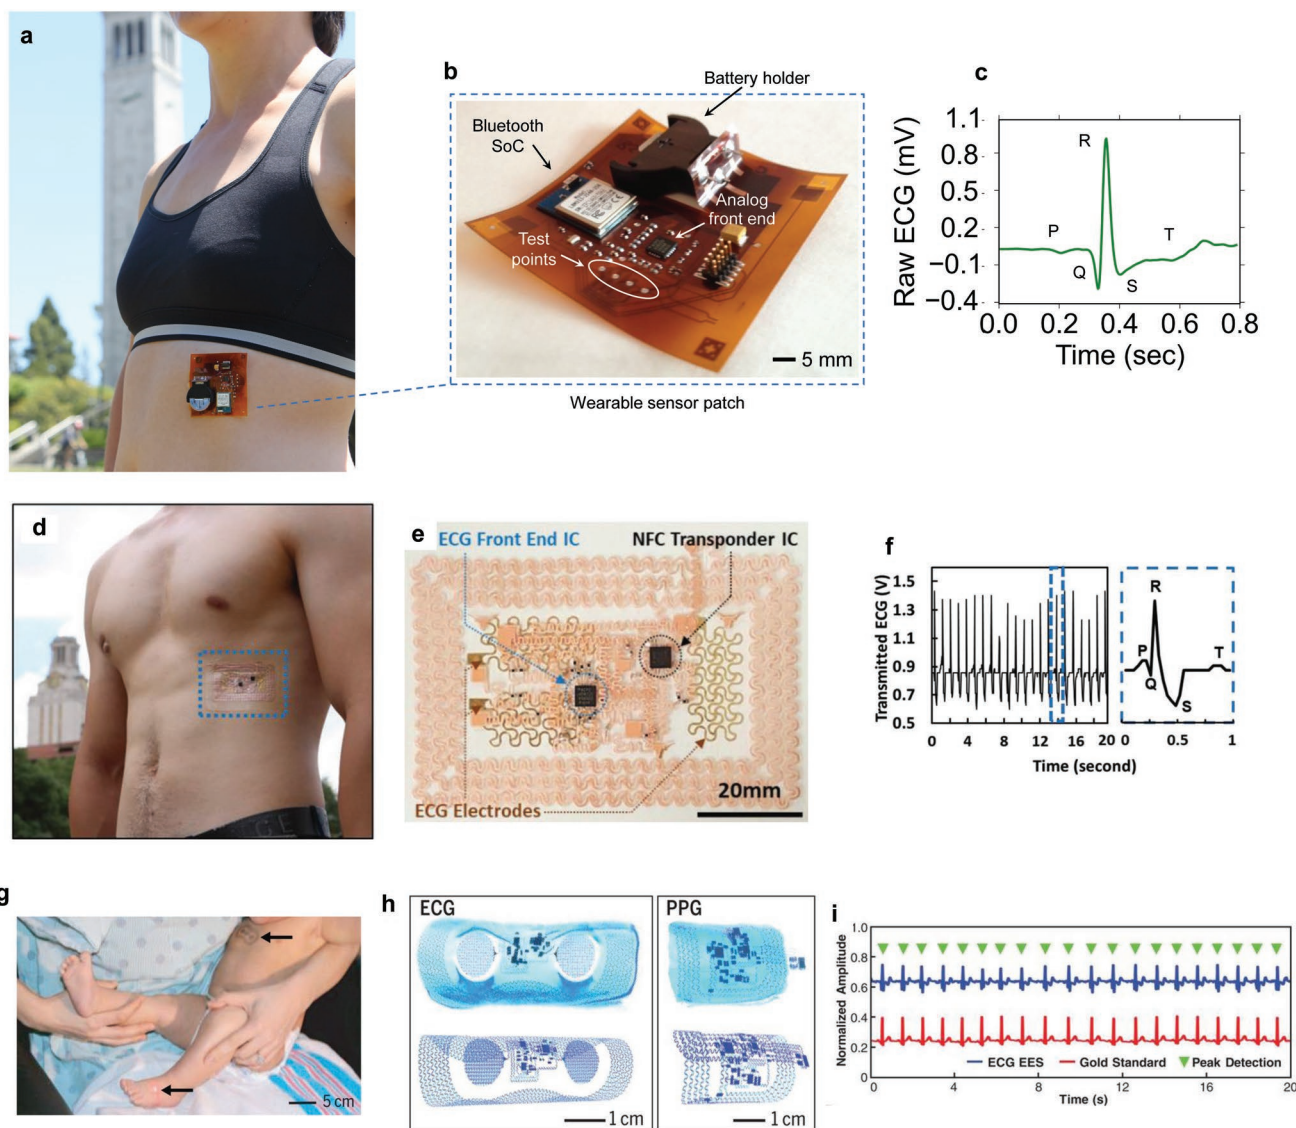 a
b
Battery holder
Bluetooth
SoC
Analog
front end
Test
points
5 mm
Wearable sensor patch
c
Raw ECG (mV)
1.1
0.8
0.5
0.2
−0.1
−0.4
R
P
T
Q
S
0.0 0.2 0.4 0.6 0.8
Time (sec)
d
e
ECG Front End IC
NFC Transponder IC
ECG Electrodes
20mm
f
Transmitted ECG (V)
1.5
1.3
1.1
0.9
0.7
0.5
0 4 8 12 16 20
R
P
T
Q
S
0 0.5 1
Time (second)
g
5 cm
h
ECG
PPG
1 cm
1 cm
i
Normalized Amplitude
1.0
0.8
0.6
0.4
0.2
0
ECG EES Gold Standard Peak Detection
0 4 8 12 16 20
Time (s)